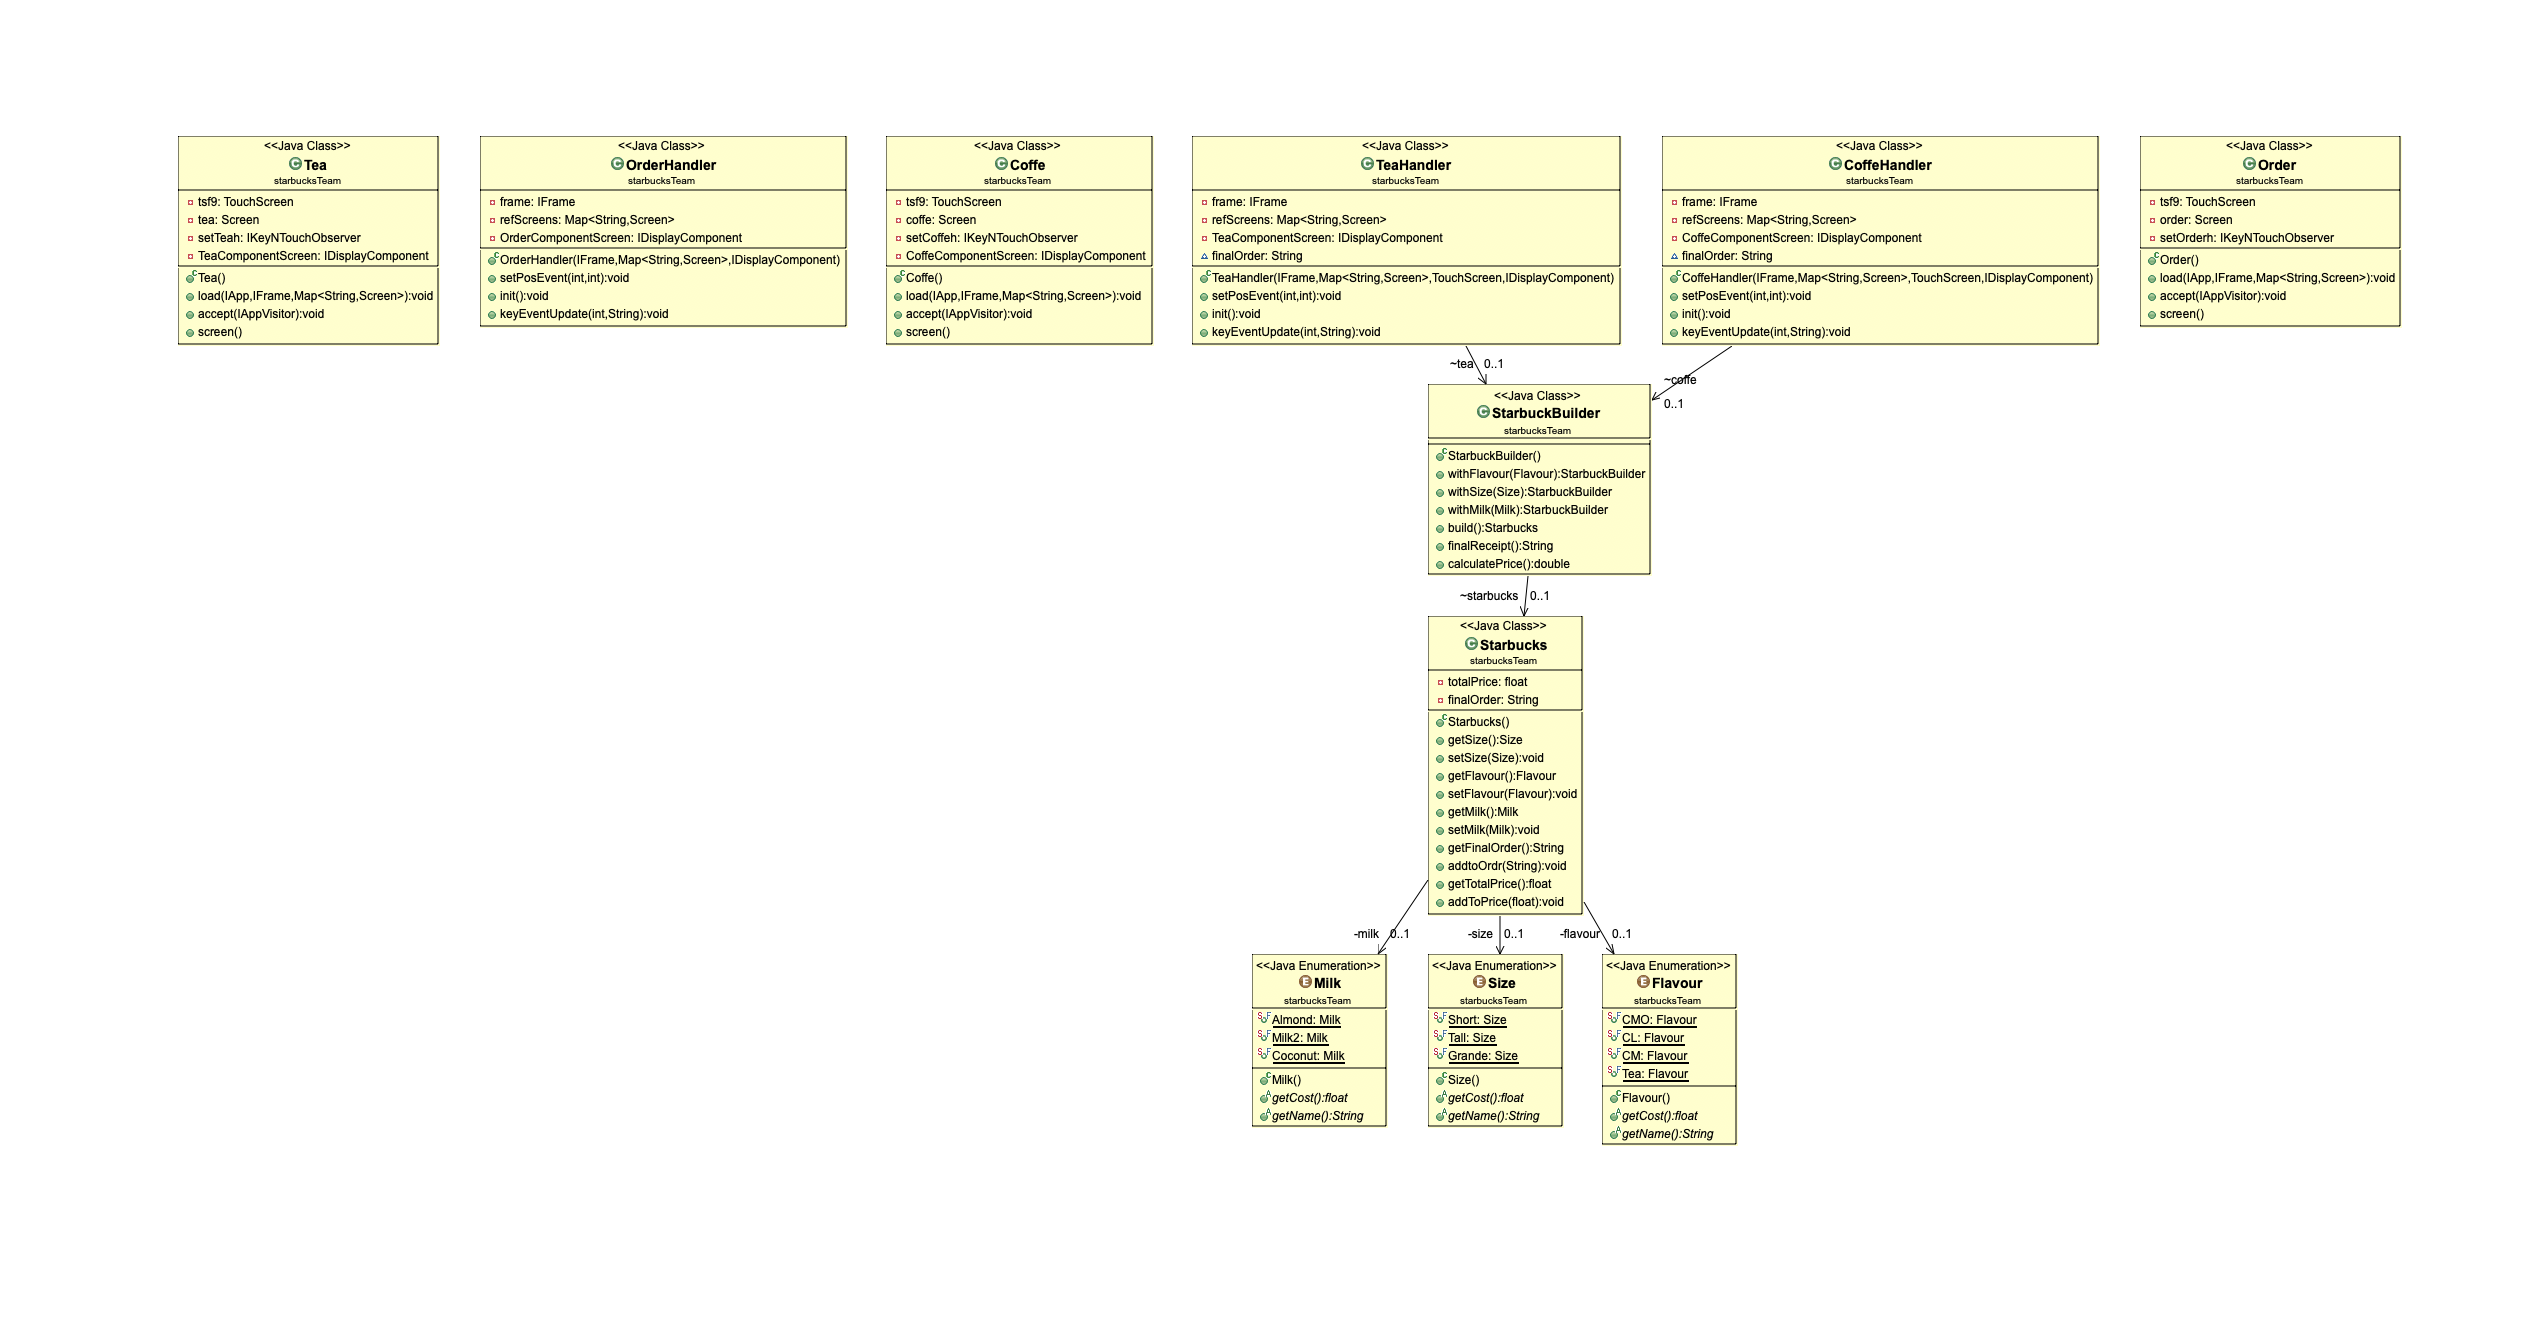 <<Java Class>>
Tea
starbucksTeam
tsf9: TouchScreen
tea: Screen
setTeah: IKeyNTouchObserver
TeaComponentScreen: IDisplayComponent
Tea()
load(IApp,IFrame,Map<String,Screen>):void
accept(IAppVisitor):void
screen()
<<Java Class>>
OrderHandler
starbucksTeam
frame: IFrame
refScreens: Map<String,Screen>
OrderComponentScreen: IDisplayComponent
OrderHandler(IFrame,Map<String,Screen>,IDisplayComponent)
setPosEvent(int,int):void
init():void
keyEventUpdate(int,String):void
<<Java Class>>
Coffe
starbucksTeam
tsf9: TouchScreen
coffe: Screen
setCoffeh: IKeyNTouchObserver
CoffeComponentScreen: IDisplayComponent
Coffe()
load(IApp,IFrame,Map<String,Screen>):void
accept(IAppVisitor):void
screen()
<<Java Class>>
TeaHandler
starbucksTeam
frame: IFrame
refScreens: Map<String,Screen>
TeaComponentScreen: IDisplayComponent
finalOrder: String
TeaHandler(IFrame,Map<String,Screen>,TouchScreen,IDisplayComponent)
setPosEvent(int,int):void
init():void
keyEventUpdate(int,String):void
<<Java Class>>
CoffeHandler
starbucksTeam
frame: IFrame
refScreens: Map<String,Screen>
CoffeComponentScreen: IDisplayComponent
finalOrder: String
CoffeHandler(IFrame,Map<String,Screen>,TouchScreen,IDisplayComponent)
setPosEvent(int,int):void
init():void
keyEventUpdate(int,String):void
<<Java Class>>
Order
starbucksTeam
tsf9: TouchScreen
order: Screen
setOrderh: IKeyNTouchObserver
Order()
load(IApp,IFrame,Map<String,Screen>):void
accept(IAppVisitor):void
screen()
~tea 0..1
~coffe
0..1
<<Java Class>>
StarbuckBuilder
starbucksTeam
StarbuckBuilder()
withFlavour(Flavour):StarbuckBuilder
withSize(Size):StarbuckBuilder
withMilk(Milk):StarbuckBuilder
build():Starbucks
finalReceipt():String
calculatePrice():double
~starbucks 0..1
<<Java Class>>
Starbucks
starbucksTeam
totalPrice: float
finalOrder: String
Starbucks()
getSize():Size
setSize(Size):void
getFlavour():Flavour
setFlavour(Flavour):void
getMilk():Milk
setMilk(Milk):void
getFinalOrder():String
addtoOrdr(String):void
getTotalPrice():float
addToPrice(float):void
-milk 0..1
-size 0..1
-flavour 0..1
<<Java Enumeration>>
Milk
starbucksTeam
Almond: Milk
Milk2: Milk
Coconut: Milk
Milk()
getCost():float
getName():String
<<Java Enumeration>>
Size
starbucksTeam
Short: Size
Tall: Size
Grande: Size
Size()
getCost():float
getName():String
<<Java Enumeration>>
Flavour
starbucksTeam
CMO: Flavour
CL: Flavour
CM: Flavour
Tea: Flavour
Flavour()
getCost():float
getName():String